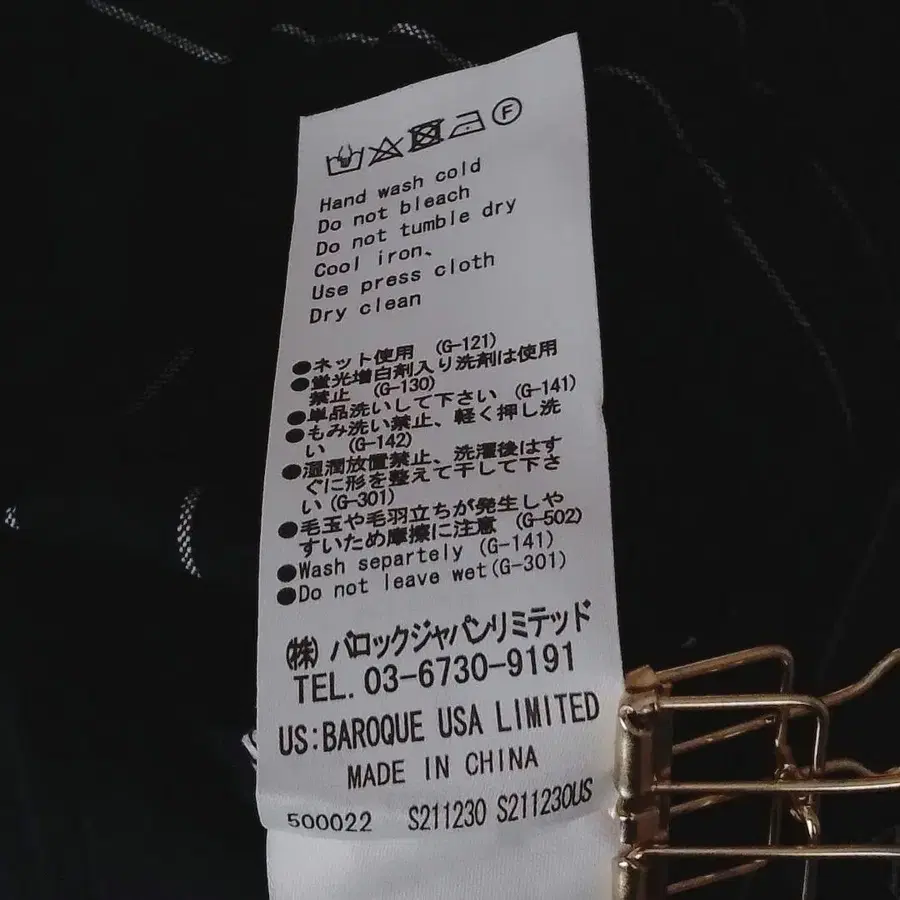 F
Hand wash cold
Do not bleach
Do not tumble dry
Cool iron、
Use press cloth
Dry clean
●ネット使用 (G-121)
●蛍光増白剤入り洗剤は使用
禁止 (G-130)
●単品洗いして下さい (G-141)
●もみ洗い禁止、軽く押し洗
い (G-142)
●湿潤放置禁止、洗濯後はす
ぐに形を整えて干して下さ
い(G-301)
●毛玉や毛羽立ちが発生しや
すいため摩擦に注意 (G-502)
●Wash separtely (G-141)
●Do not leave wet(G-301)
㈱ バロックジャパンリミテッド
TEL. 03-6730-9191
US:BAROQUE USA LIMITED
MADE IN CHINA
500022 S211230 S211230US